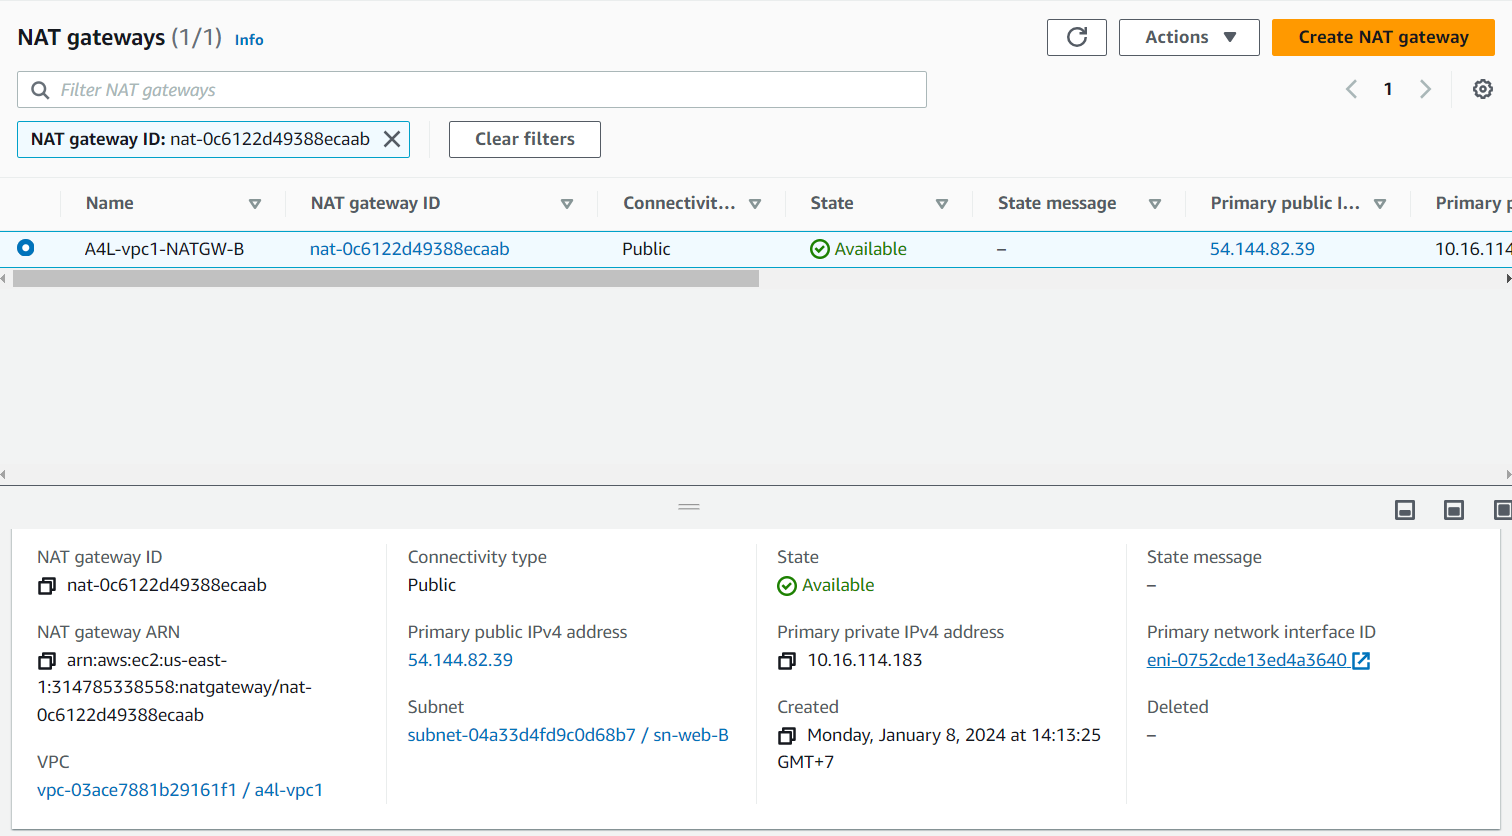 NAT gateways (1/1) Info
Actions
Create NAT gateway
Filter NAT gateways
1
NAT gateway ID: nat-0c6122d49388ecaab
Clear filters
Name NAT gateway ID Connectivit... State State message Primary public I... Primary p
A4L-vpc1-NATGW-B nat-0c6122d49388ecaab Public Available – 54.144.82.39 10.16.114
NAT gateway ID
nat-0c6122d49388ecaab
NAT gateway ARN
arn:aws:ec2:us-east-
1:314785338558:natgateway/nat-
0c6122d49388ecaab
VPC
vpc-03ace7881b29161f1 / a4l-vpc1
Connectivity type
Public
Primary public IPv4 address
54.144.82.39
Subnet
subnet-04a33d4fd9c0d68b7 / sn-web-B
State
Available
Primary private IPv4 address
10.16.114.183
Created
Monday, January 8, 2024 at 14:13:25
GMT+7
State message
–
Primary network interface ID
eni-0752cde13ed4a3640
Deleted
–